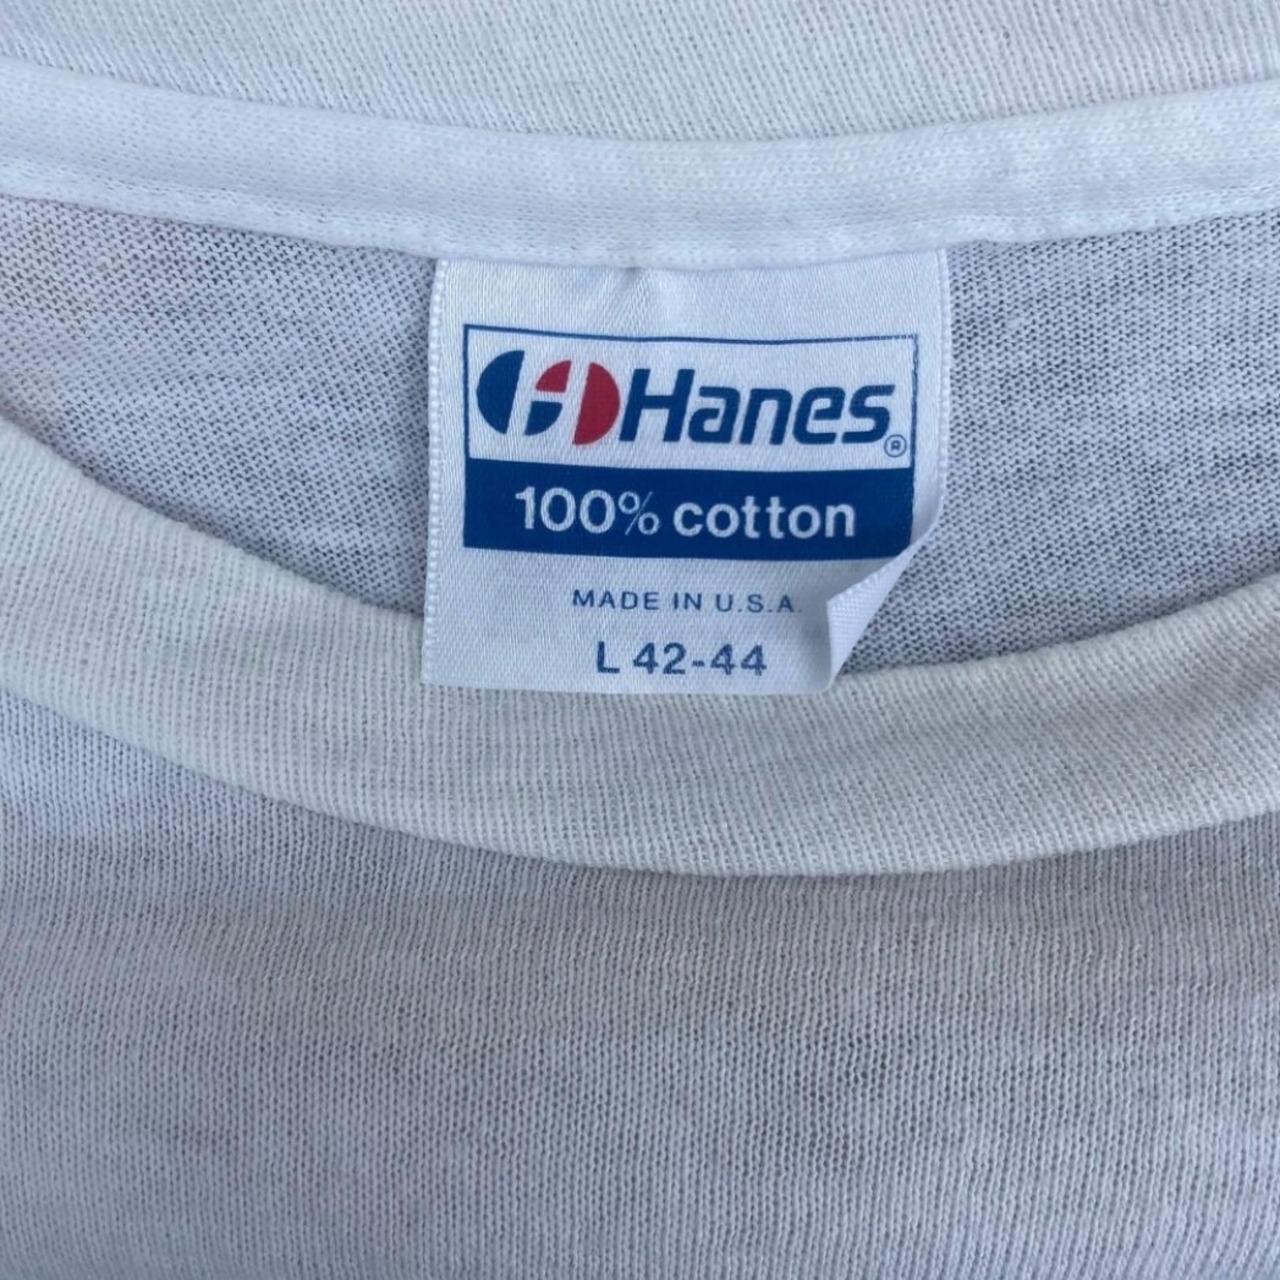 Hanes®
100% cotton
MADE IN U.S.A.
L 42-44